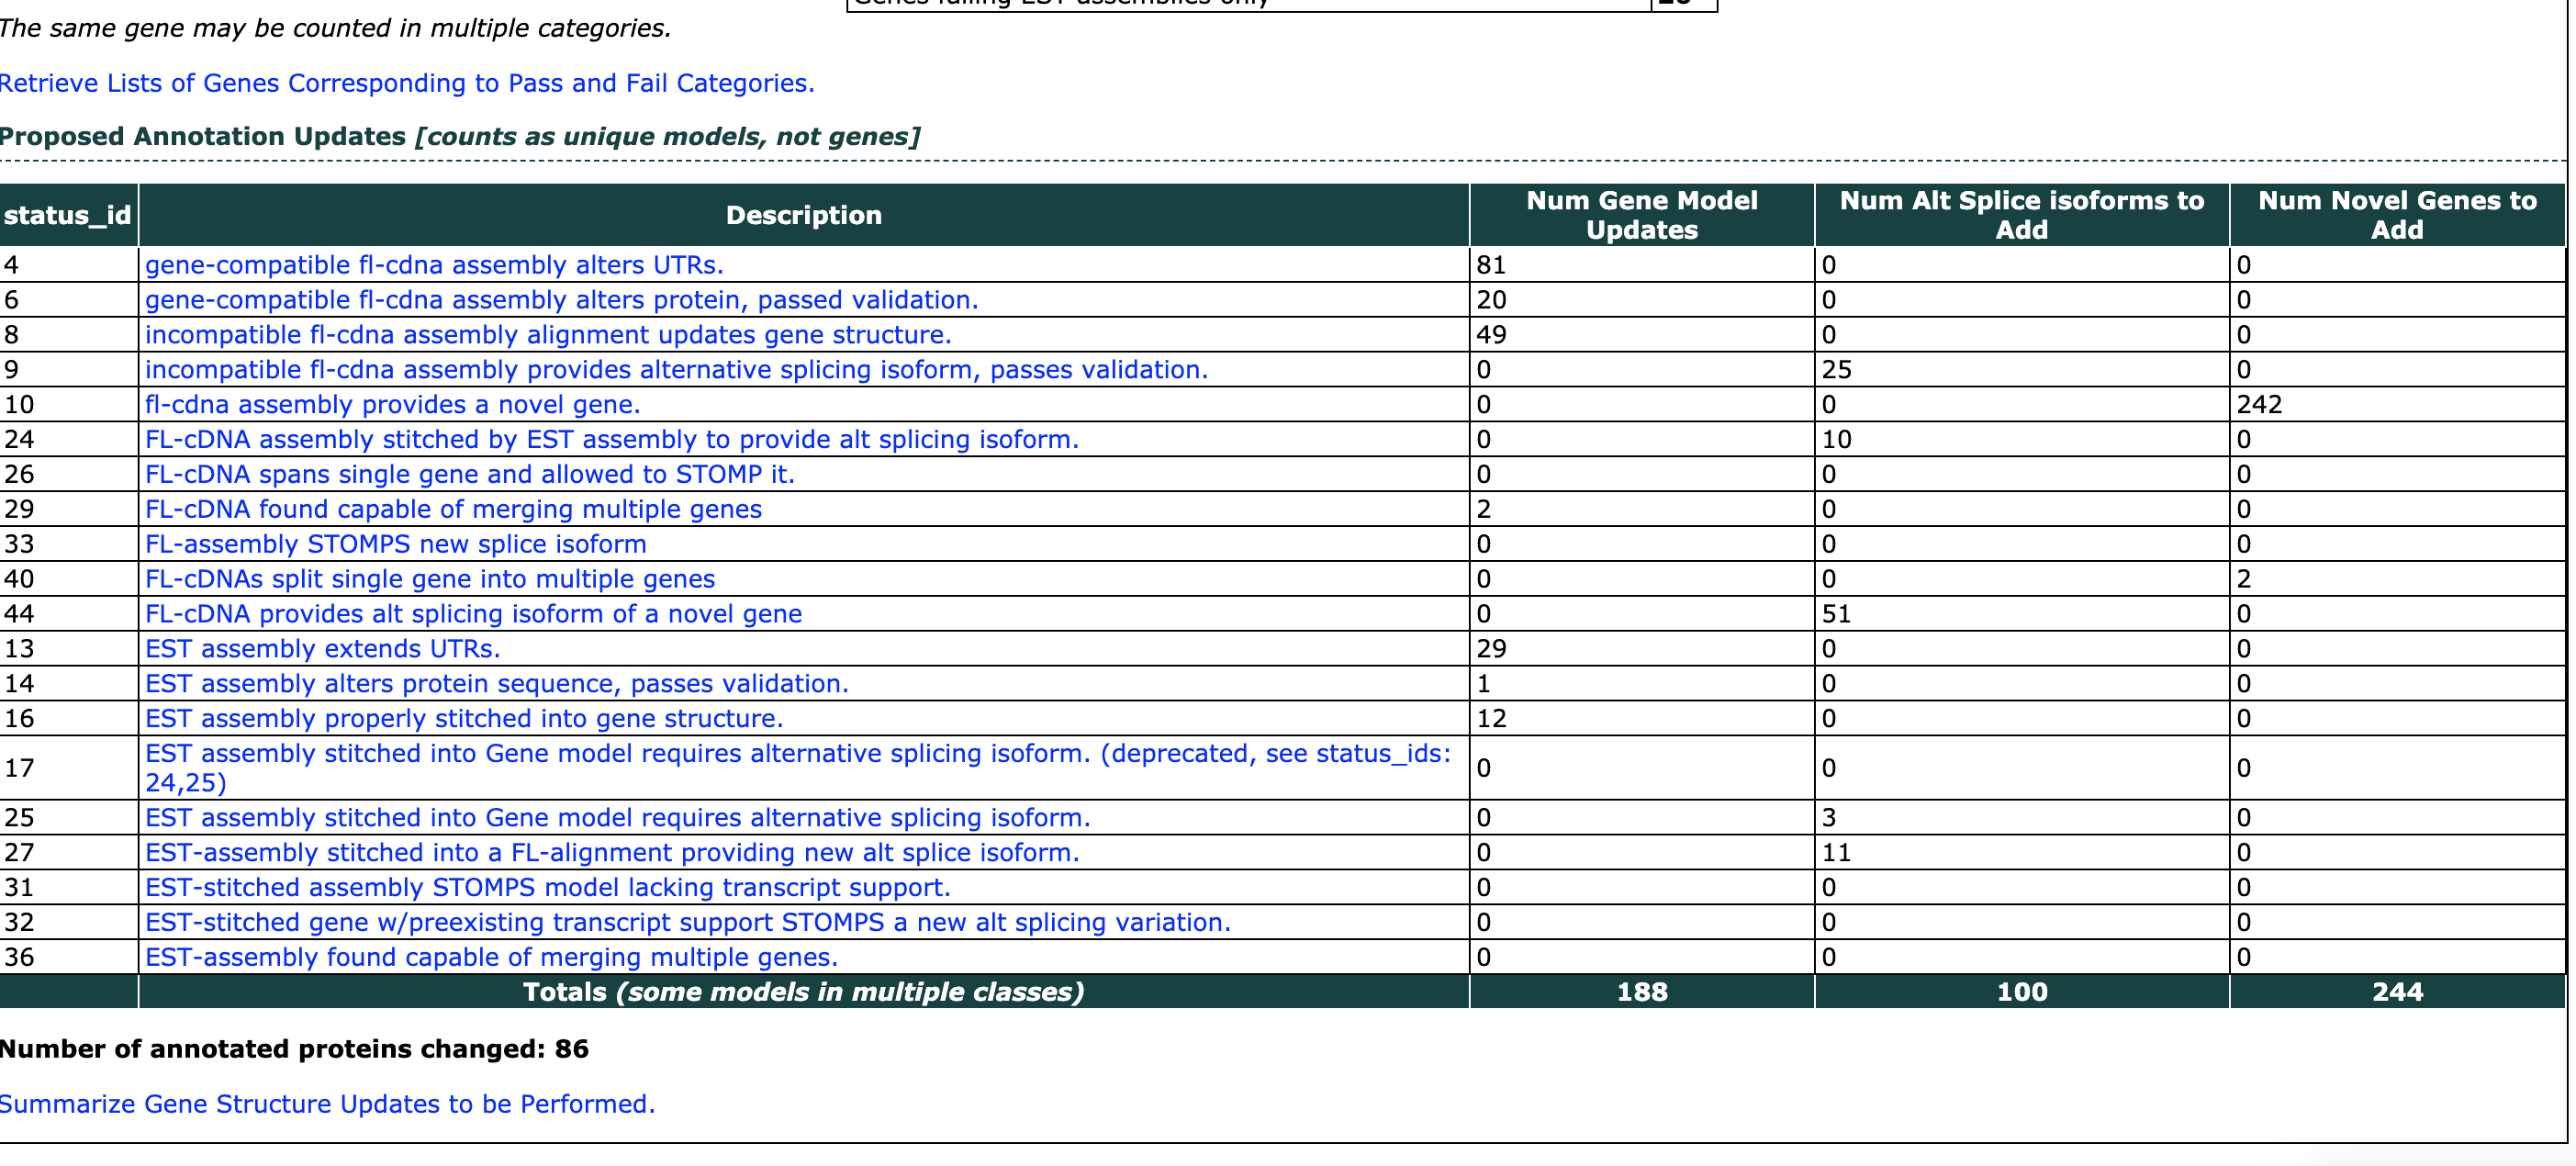 The same gene may be counted in multiple categories.
Retrieve Lists of Genes Corresponding to Pass and Fail Categories.
Proposed Annotation Updates [counts as unique models, not genes]
status_id Description Num Gene Model Updates Num Alt Splice isoforms to Add Num Novel Genes to Add
4 gene-compatible fl-cdna assembly alters UTRs. 81 0 0
6 gene-compatible fl-cdna assembly alters protein, passed validation. 20 0 0
8 incompatible fl-cdna assembly alignment updates gene structure. 49 0 0
9 incompatible fl-cdna assembly provides alternative splicing isoform, passes validation. 0 25 0
10 fl-cdna assembly provides a novel gene. 0 0 242
24 FL-cDNA assembly stitched by EST assembly to provide alt splicing isoform. 0 10 0
26 FL-cDNA spans single gene and allowed to STOMP it. 0 0 0
29 FL-cDNA found capable of merging multiple genes 2 0 0
33 FL-assembly STOMPS new splice isoform 0 0 0
40 FL-cDNAs split single gene into multiple genes 0 0 2
44 FL-cDNA provides alt splicing isoform of a novel gene 0 51 0
13 EST assembly extends UTRs. 29 0 0
14 EST assembly alters protein sequence, passes validation. 1 0 0
16 EST assembly properly stitched into gene structure. 12 0 0
17 EST assembly stitched into Gene model requires alternative splicing isoform. (deprecated, see status_ids: 24,25) 0 0 0
25 EST assembly stitched into Gene model requires alternative splicing isoform. 0 3 0
27 EST-assembly stitched into a FL-alignment providing new alt splice isoform. 0 11 0
31 EST-stitched assembly STOMPS model lacking transcript support. 0 0 0
32 EST-stitched gene w/preexisting transcript support STOMPS a new alt splicing variation. 0 0 0
36 EST-assembly found capable of merging multiple genes. 0 0 0
Totals (some models in multiple classes) 188 100 244
Number of annotated proteins changed: 86
Summarize Gene Structure Updates to be Performed.